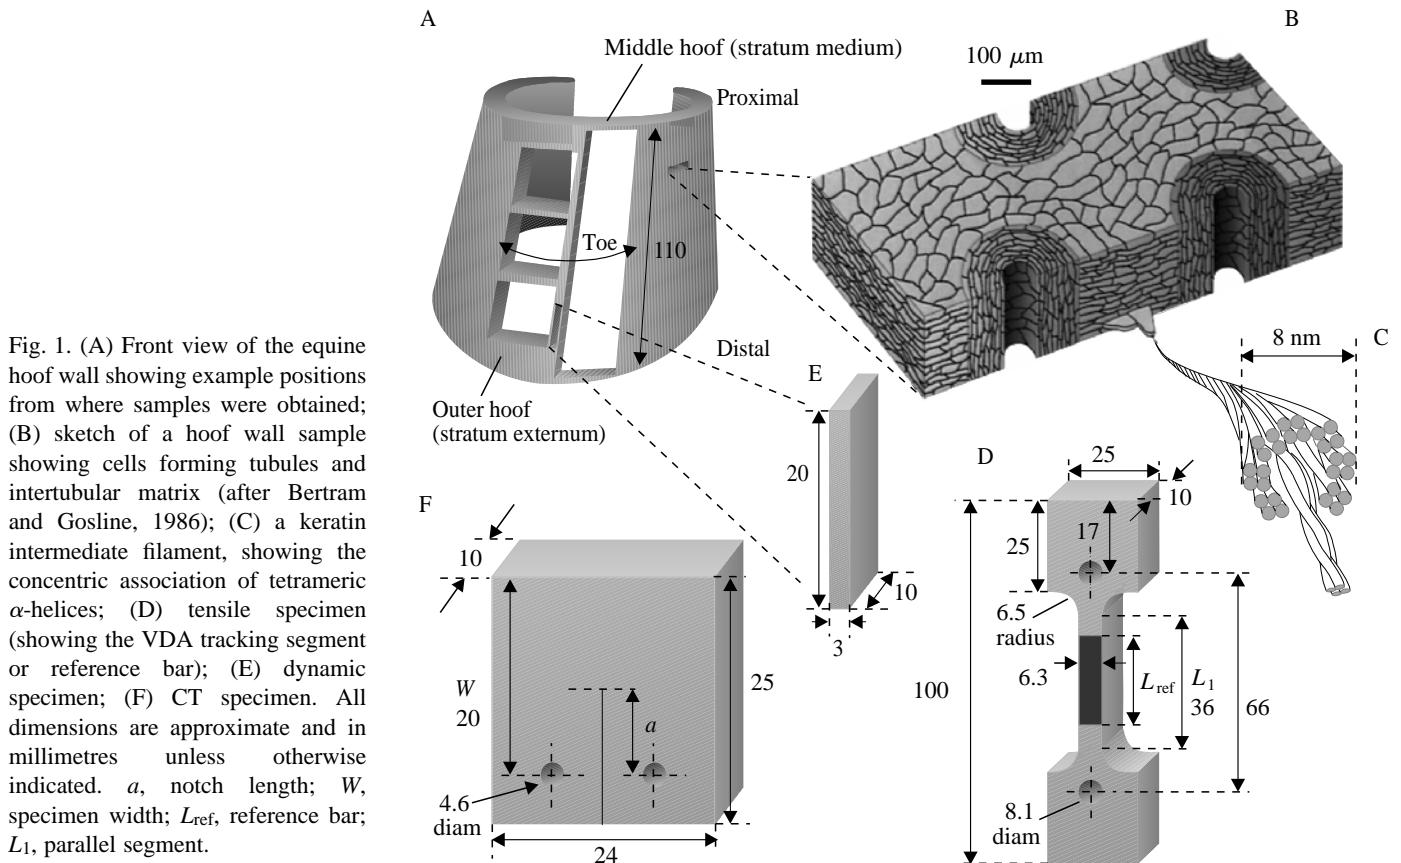 Fig. 1. (A) Front view of the equine
hoof wall showing example positions
from where samples were obtained;
(B) sketch of a hoof wall sample
showing cells forming tubules and
intertubular matrix (after Bertram
and Gosline, 1986); (C) a keratin
intermediate filament, showing the
concentric association of tetrameric
α-helices; (D) tensile specimen
(showing the VDA tracking segment
or reference bar); (E) dynamic
specimen; (F) CT specimen. All
dimensions are approximate and in
millimetres unless otherwise
indicated. a, notch length; W,
specimen width; Lref, reference bar;
L1, parallel segment.
A
Middle hoof (stratum medium)
Proximal
Toe
110
Distal
Outer hoof
(stratum externum)
B
100 μm
8 nm
C
E
20
10
3
D
25
10
25
17
6.5
radius
6.3
Lref
L1
36
66
100
8.1
diam
F
10
W
20
a
25
4.6
diam
24